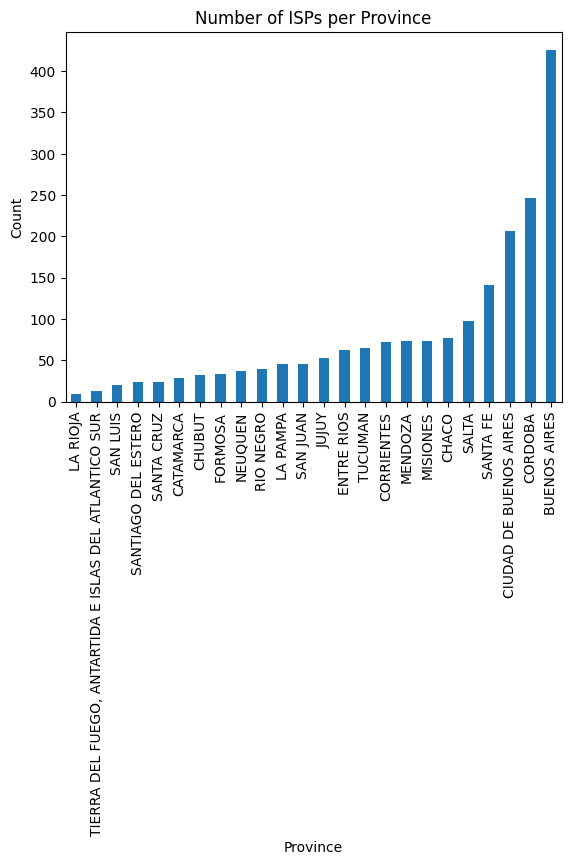 Number of ISPs per Province
Count
400
350
300
250
200
150
100
50
0
LA RIOJA
TIERRA DEL FUEGO, ANTARTIDA E ISLAS DEL ATLANTICO SUR
SAN LUIS
SANTIAGO DEL ESTERO
SANTA CRUZ
CATAMARCA
CHUBUT
FORMOSA
NEUQUEN
RIO NEGRO
LA PAMPA
SAN JUAN
JUJUY
ENTRE RIOS
TUCUMAN
CORRIENTES
MENDOZA
MISIONES
CHACO
SALTA
SANTA FE
CIUDAD DE BUENOS AIRES
CORDOBA
BUENOS AIRES
Province